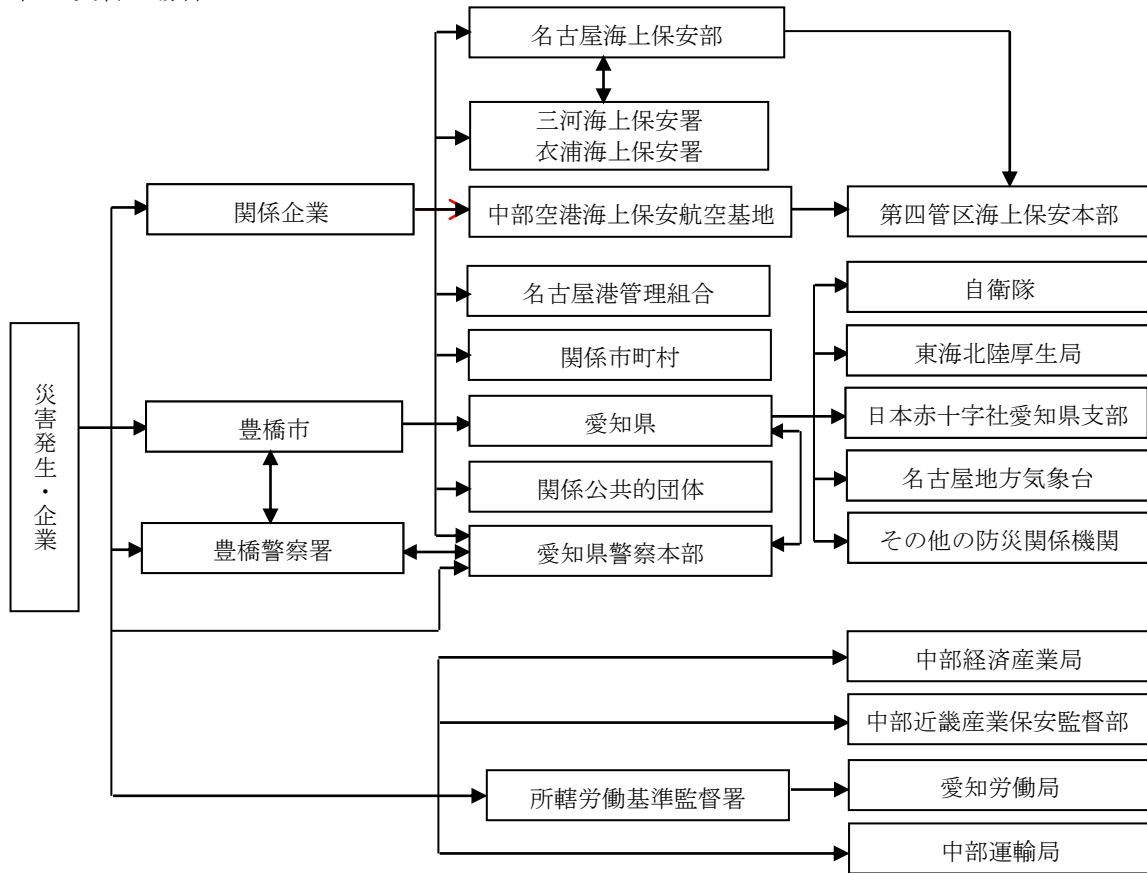 名古屋海上保安部
三河海上保安署
衣浦海上保安署
関係企業
中部空港海上保安航空基地
第四管区海上保安本部
名古屋港管理組合
自衛隊
関係市町村
東海北陸厚生局
災害発生・企業
豊橋市
愛知県
日本赤十字社愛知県支部
関係公共的団体
名古屋地方気象台
豊橋警察署
愛知県警察本部
その他の防災関係機関
中部経済産業局
中部近畿産業保安監督部
所轄労働基準監督署
愛知労働局
中部運輸局